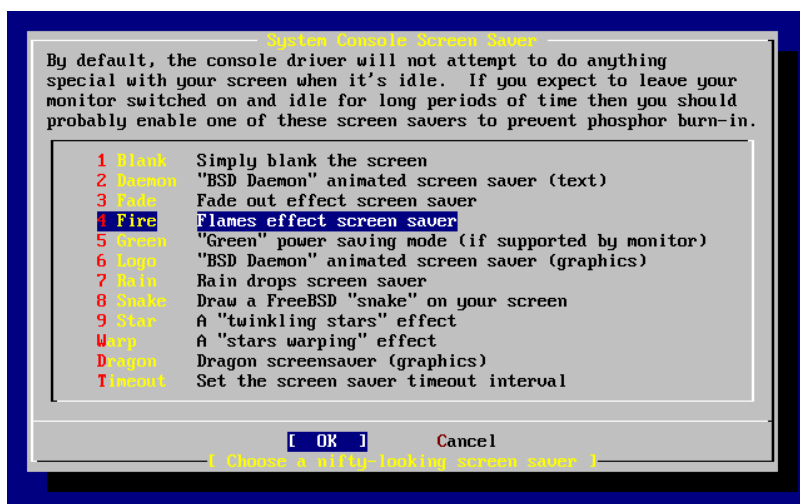 System Console Screen Saver
By default, the console driver will not attempt to do anything
special with your screen when it's idle.  If you expect to leave your
monitor switched on and idle for long periods of time then you should
probably enable one of these screen savers to prevent phosphor burn-in.
1 Blank Simply blank the screen
2 Daemon "BSD Daemon" animated screen saver (text)
3 Fade Fade out effect screen saver
4 Fire Flames effect screen saver
5 Green "Green" power saving mode (if supported by monitor)
6 Logo "BSD Daemon" animated screen saver (graphics)
7 Rain Rain drops screen saver
8 Snake Draw a FreeBSD "snake" on your screen
9 Star A "twinkling stars" effect
Warp A "stars warping" effect
Dragon Dragon screensaver (graphics)
Timeout Set the screen saver timeout interval
[ OK ] Cancel
[ Choose a nifty-looking screen saver ]